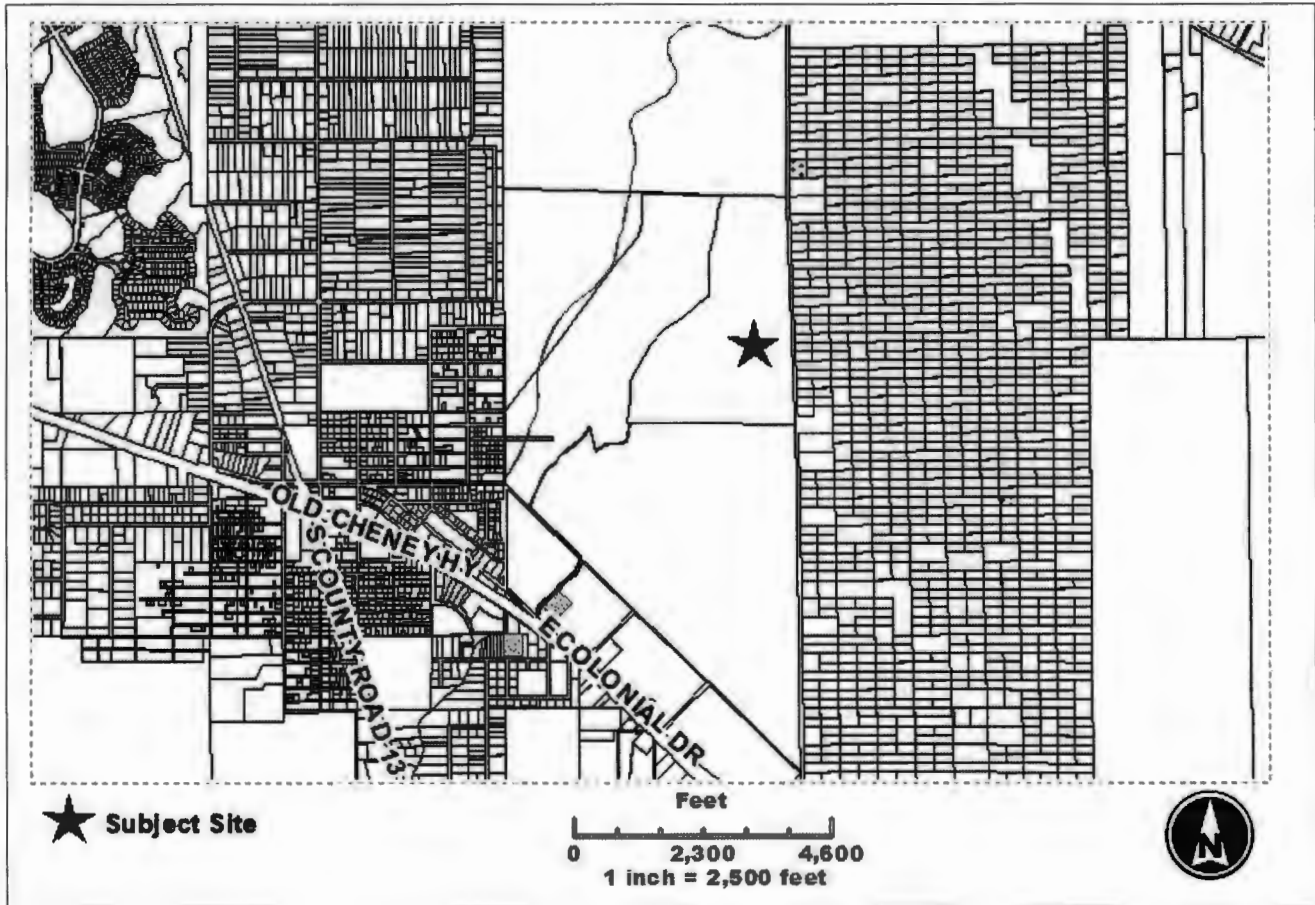 OLD CHENEY HY
S COUNTY ROAD 13
E COLONIAL DR
Subject Site
Feet
0 2,300 4,600
1 inch = 2,500 feet
N